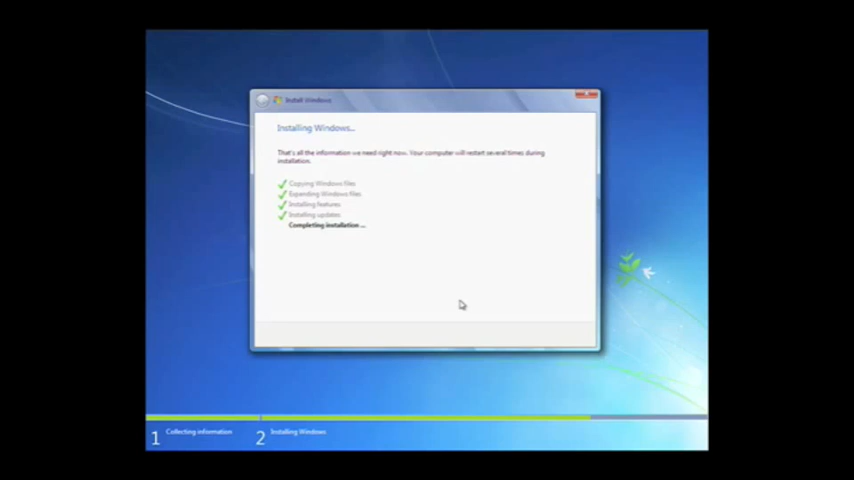 Install Windows
Installing Windows...
That's all the information we need right now. Your computer will restart several times during
installation.
Copying Windows files
Expanding Windows files
Installing features
Installing updates
Completing installation ...
1 Collecting information 2 Installing Windows